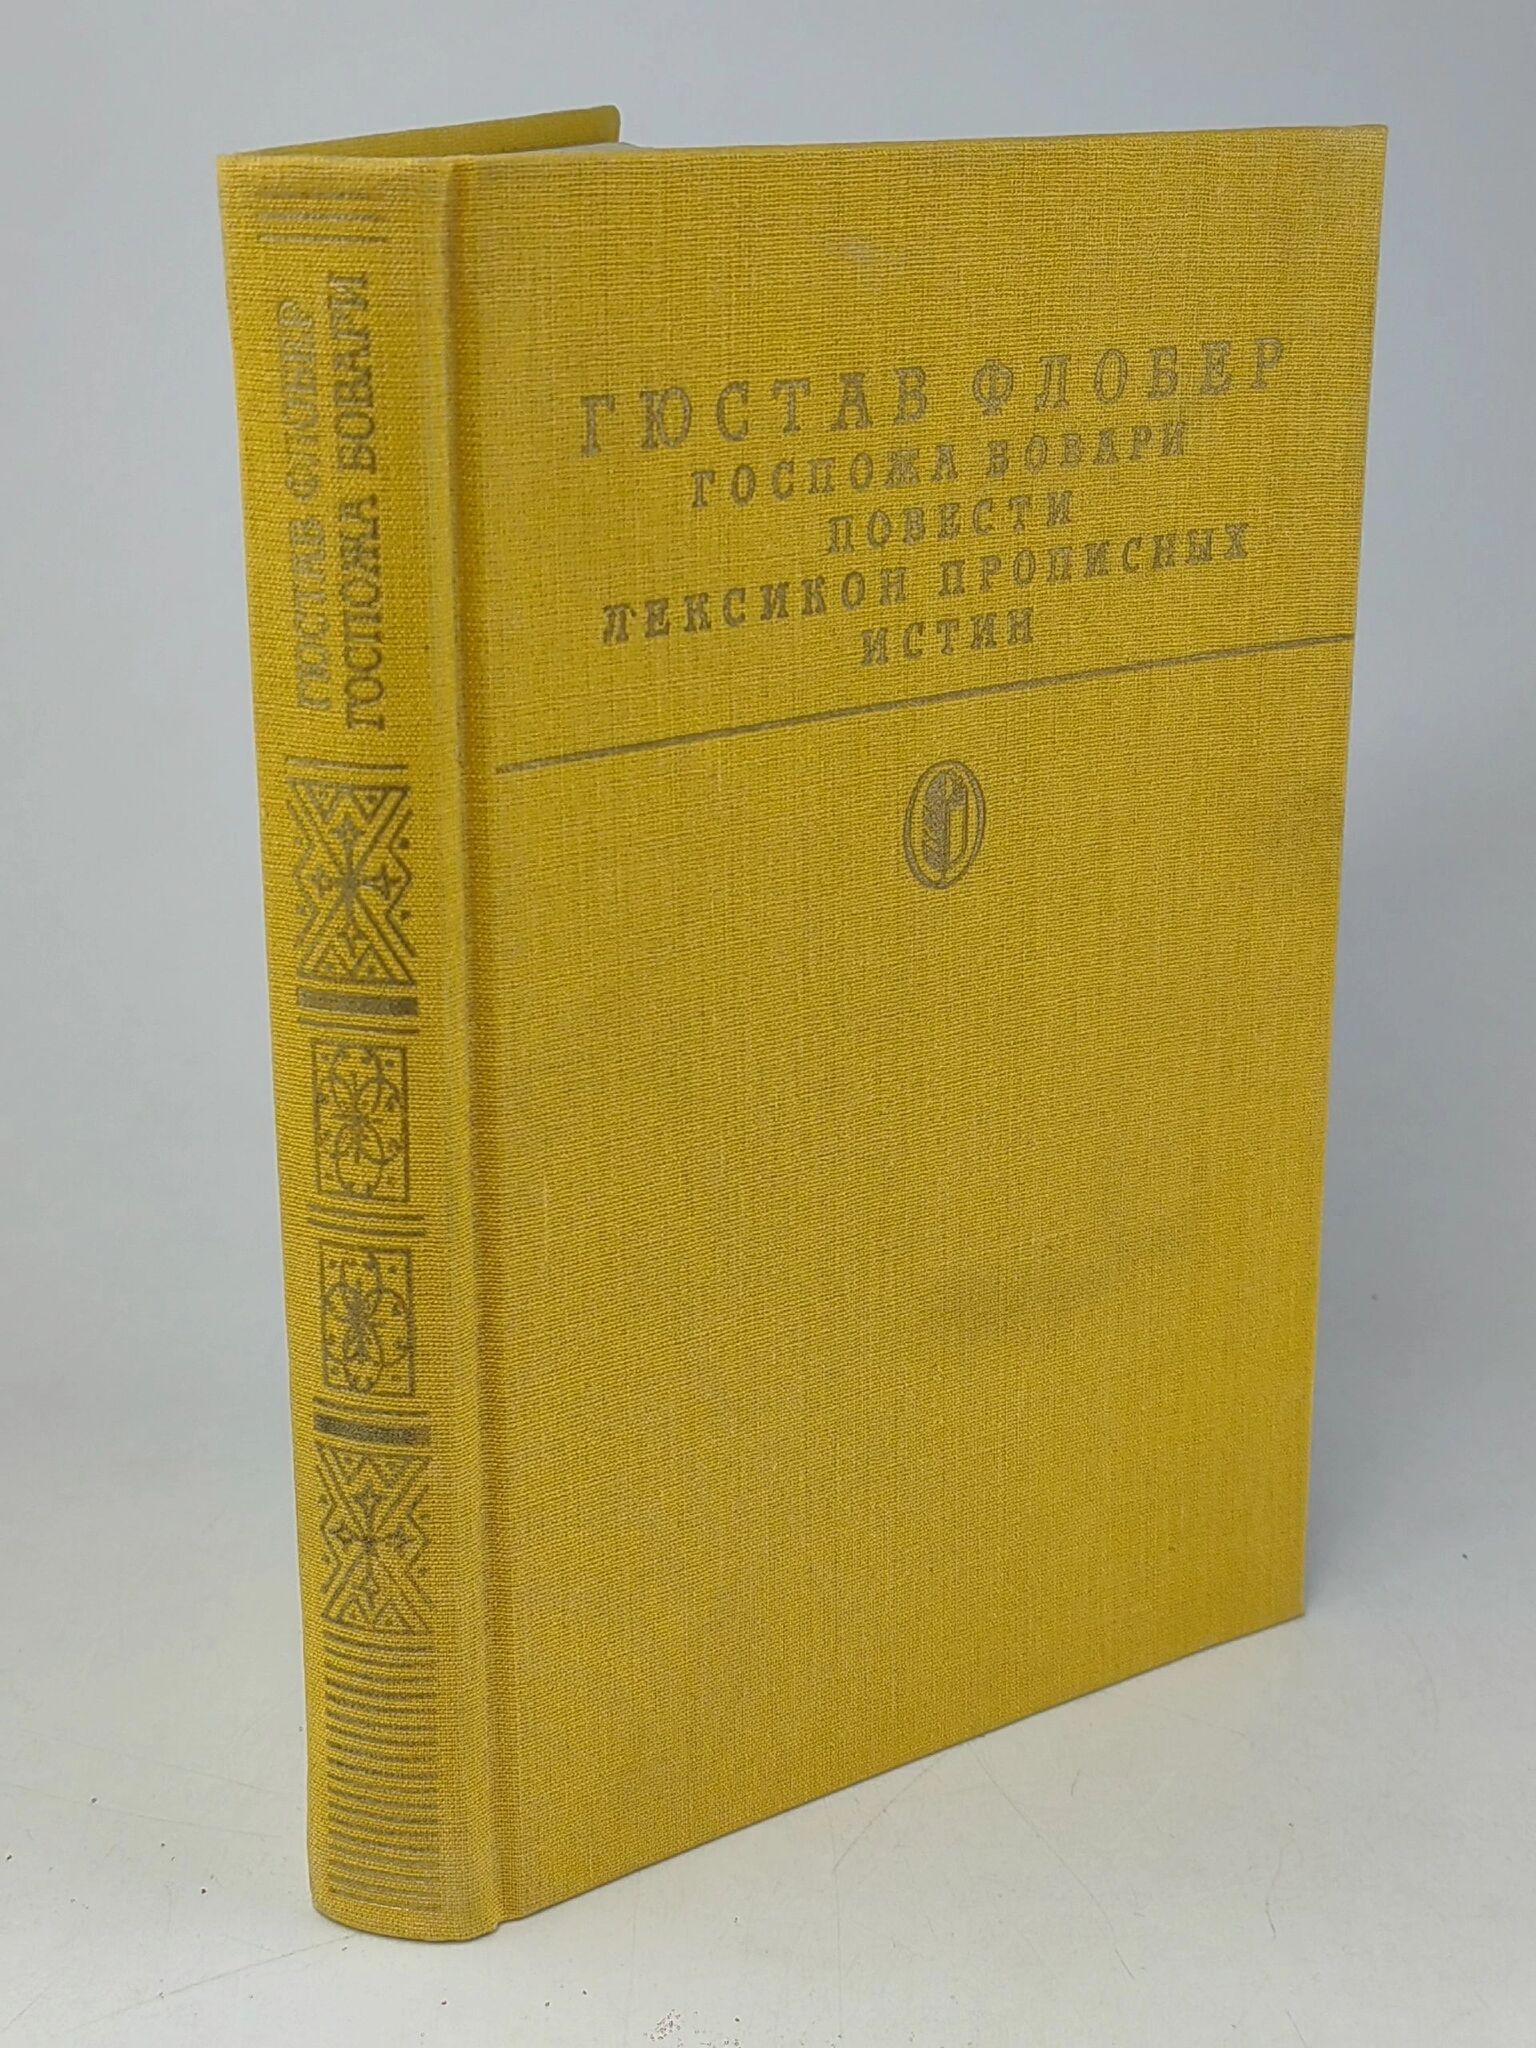 ГЮСТАВ ФЛОБЕР
ГОСПОЖА БОВАРИ
ГЮСТАВ ФЛОБЕР
ГОСПОЖА БОВАРИ
ПОВЕСТИ
ЛЕКСИКОН ПРОПИСНЫХ
ИСТИН